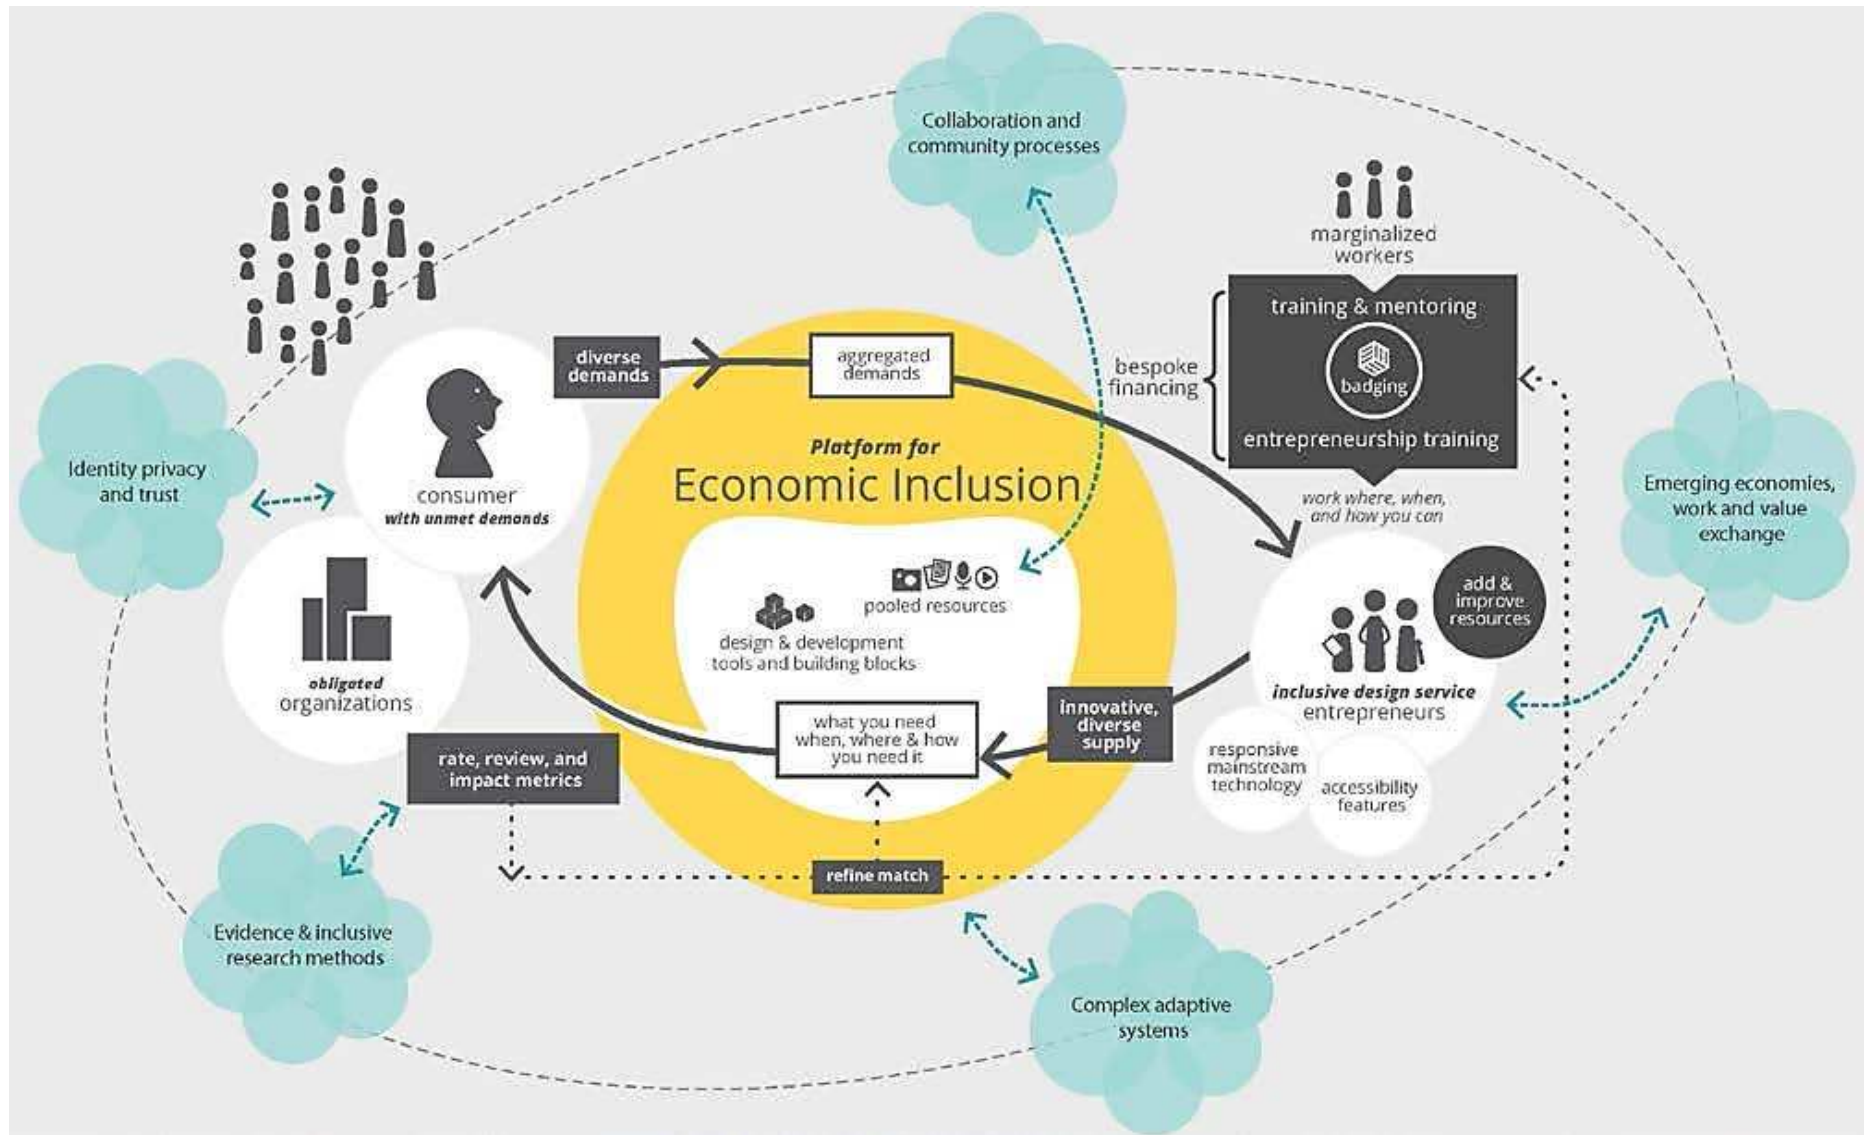 Collaboration and
community processes
marginalized
workers
training & mentoring
badging
entrepreneurship training
bespoke
financing
work where, when,
and how you can
diverse
demands
aggregated
demands
Platform for
Economic Inclusion
Identity privacy
and trust
consumer
with unmet demands
Emerging economies,
work and value
exchange
pooled resources
design & development
tools and building blocks
add &
improve
resources
obligated
organizations
inclusive design service
entrepreneurs
innovative,
diverse
supply
what you need
when, where & how
you need it
rate, review, and
impact metrics
responsive
mainstream
technology
accessibility
features
refine match
Evidence & inclusive
research methods
Complex adaptive
systems